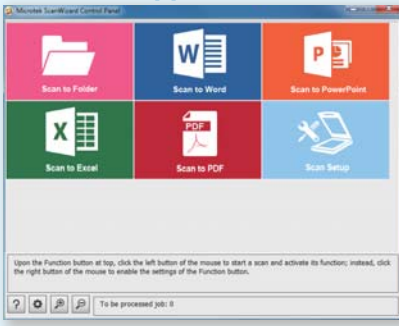 Microtek ScanWizard Control Panel
Scan to Folder
W
Scan to Word
P
Scan to PowerPoint
X
Scan to Excel
PDF
Scan to PDF
Scan Setup
Upon the Function button at top, click the left button of the mouse to start a scan and activate its function; instead, click
the right button of the mouse to enable the settings of the Function button.
?
To be processed job: 0